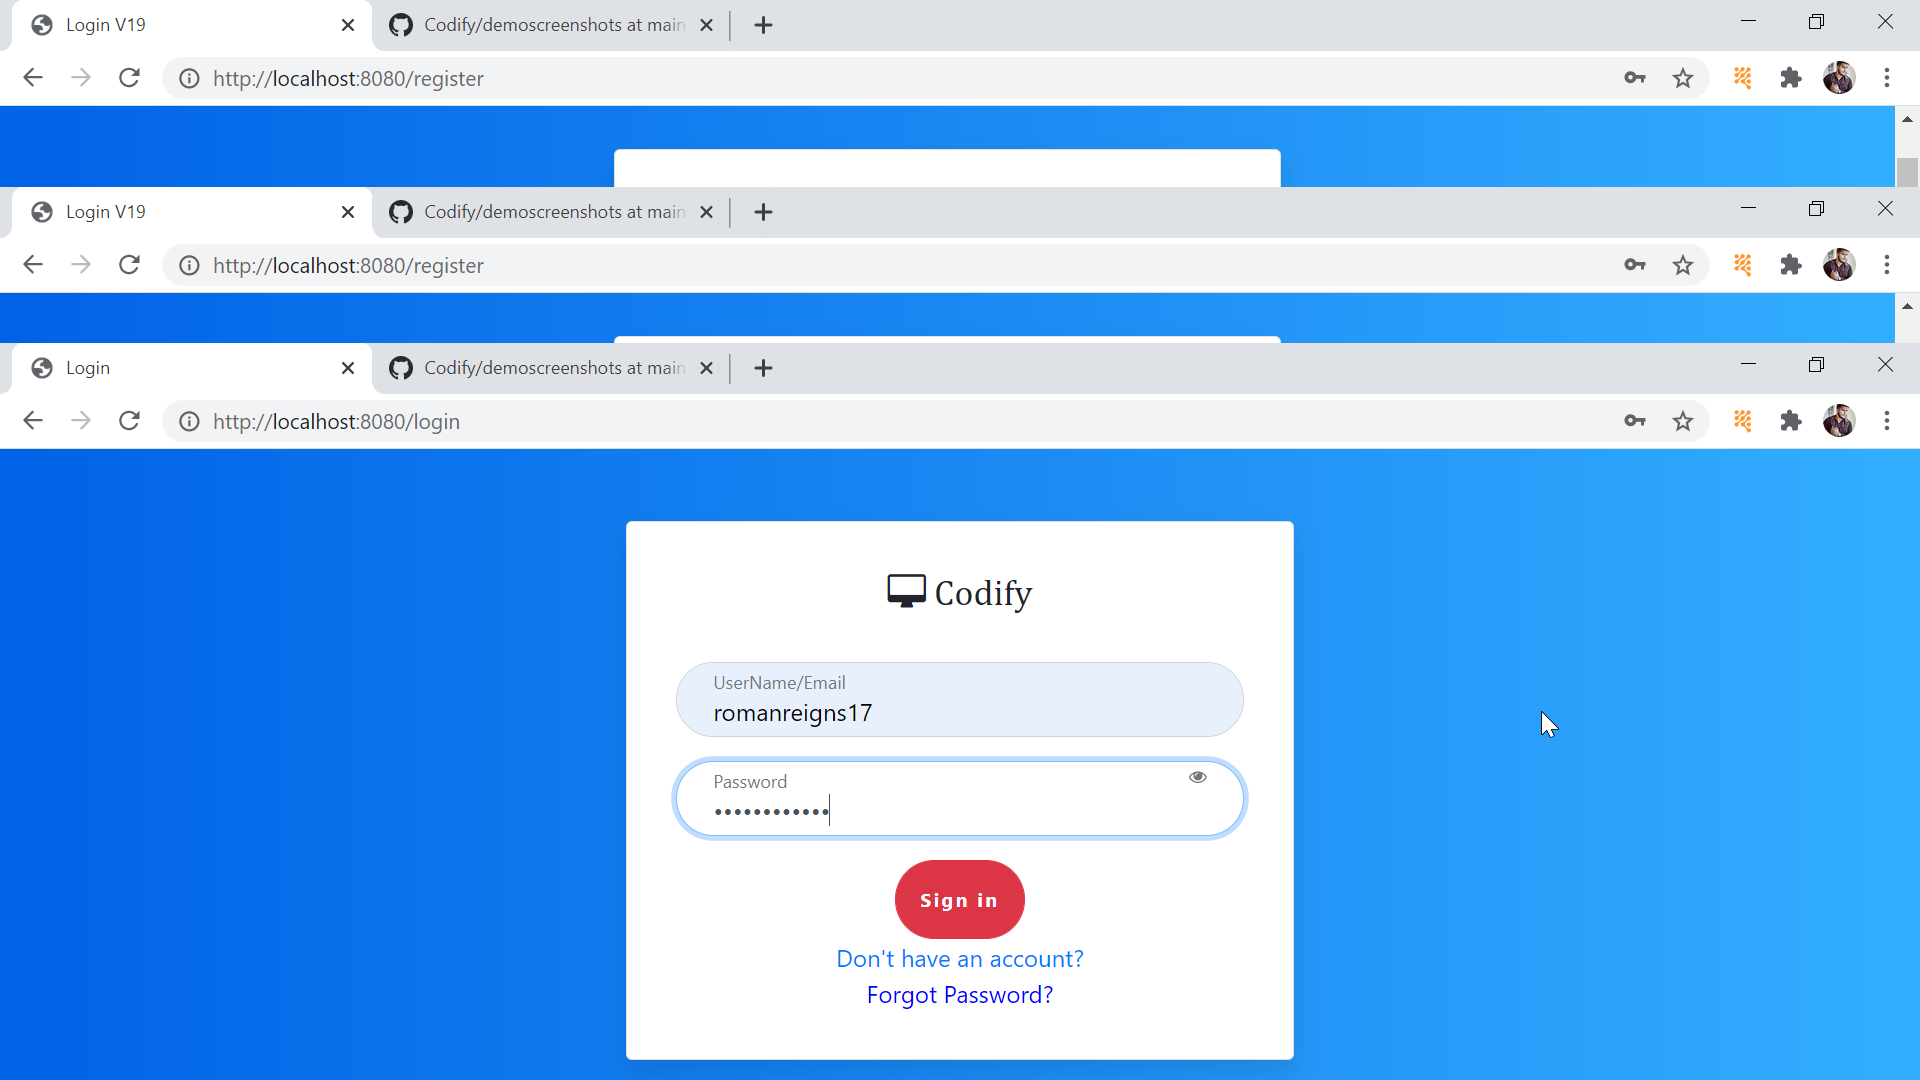 Login V19
Codify/demoscreenshots at main
http://localhost:8080/register
Login V19
Codify/demoscreenshots at main
http://localhost:8080/register
Login
Codify/demoscreenshots at main
http://localhost:8080/login
Codify
UserName/Email
romanreigns17
Password
••••••••••••
Sign in
Don't have an account?
Forgot Password?